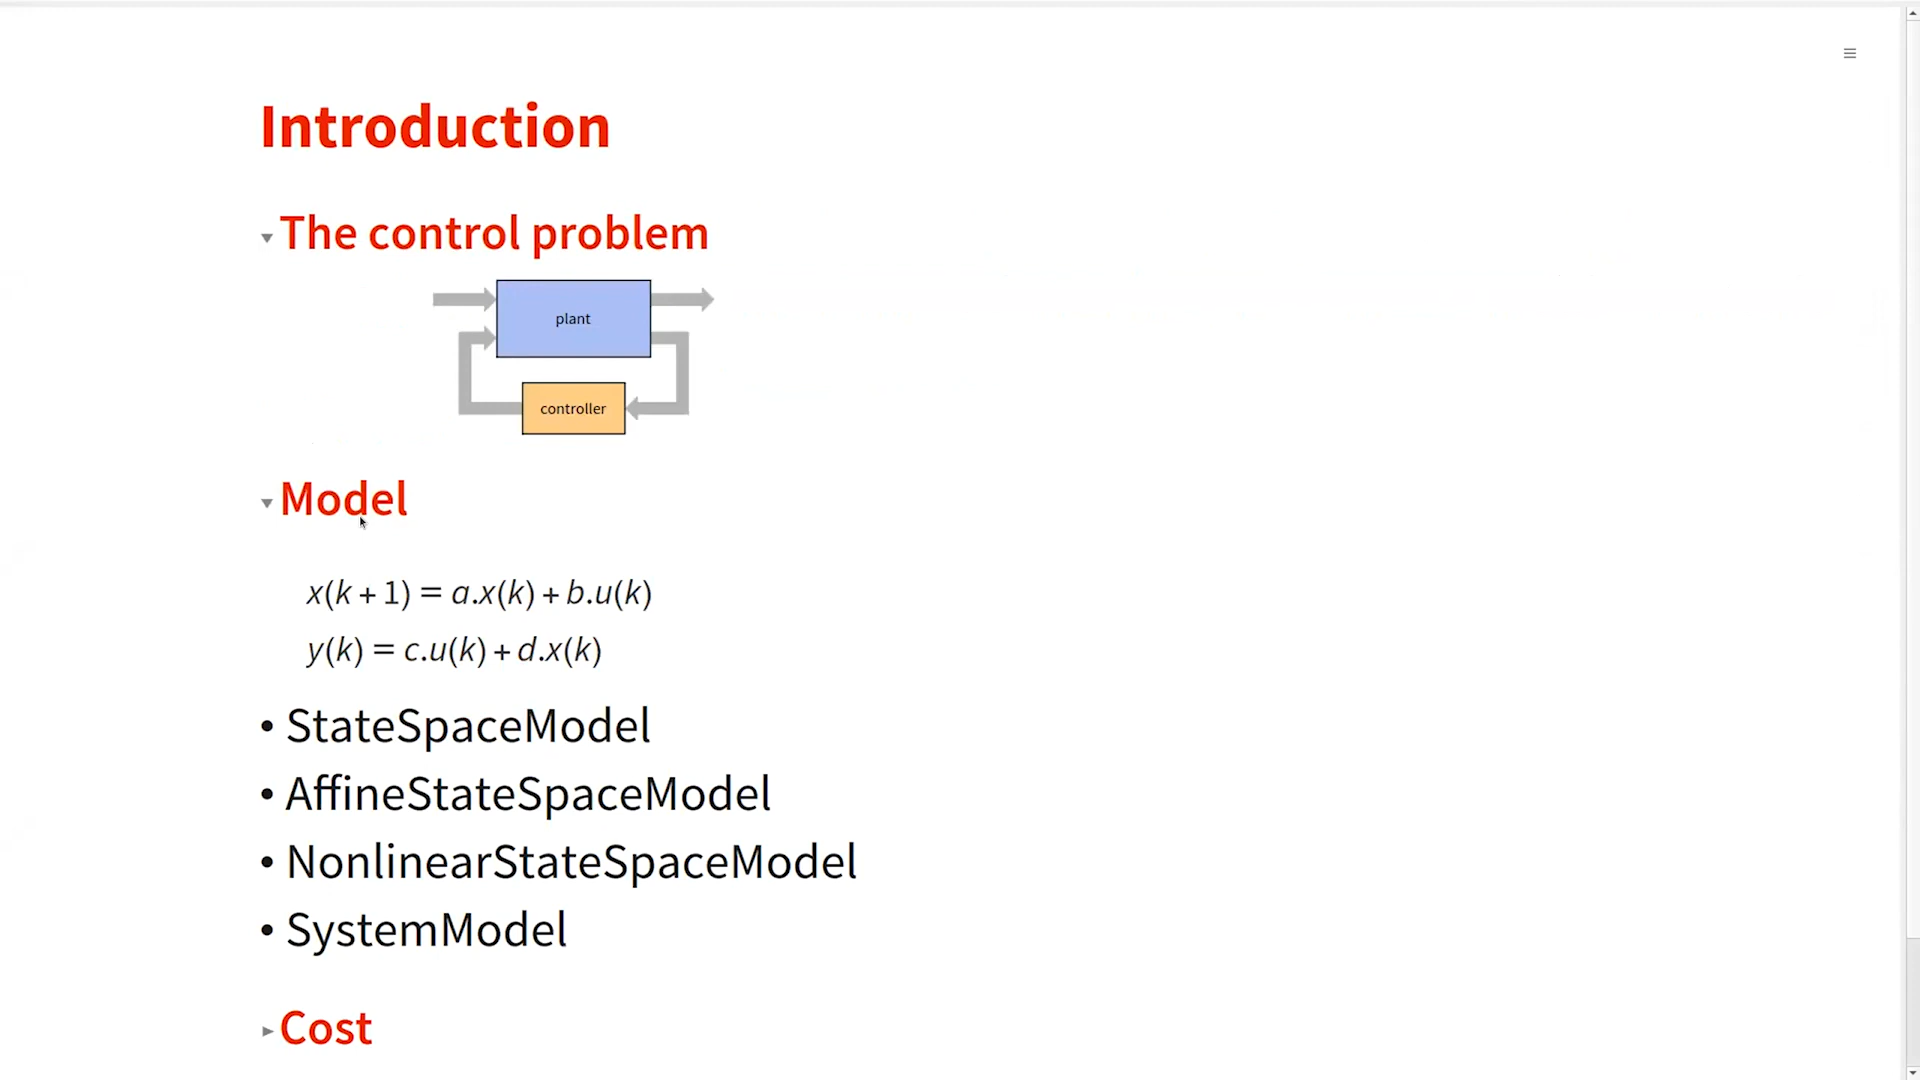 Introduction
The control problem
plant
controller
Model
x(k + 1) = a.x(k) + b.u(k)
y(k) = c.u(k) + d.x(k)
• StateSpaceModel
• AffineStateSpaceModel
• NonlinearStateSpaceModel
• SystemModel
Cost